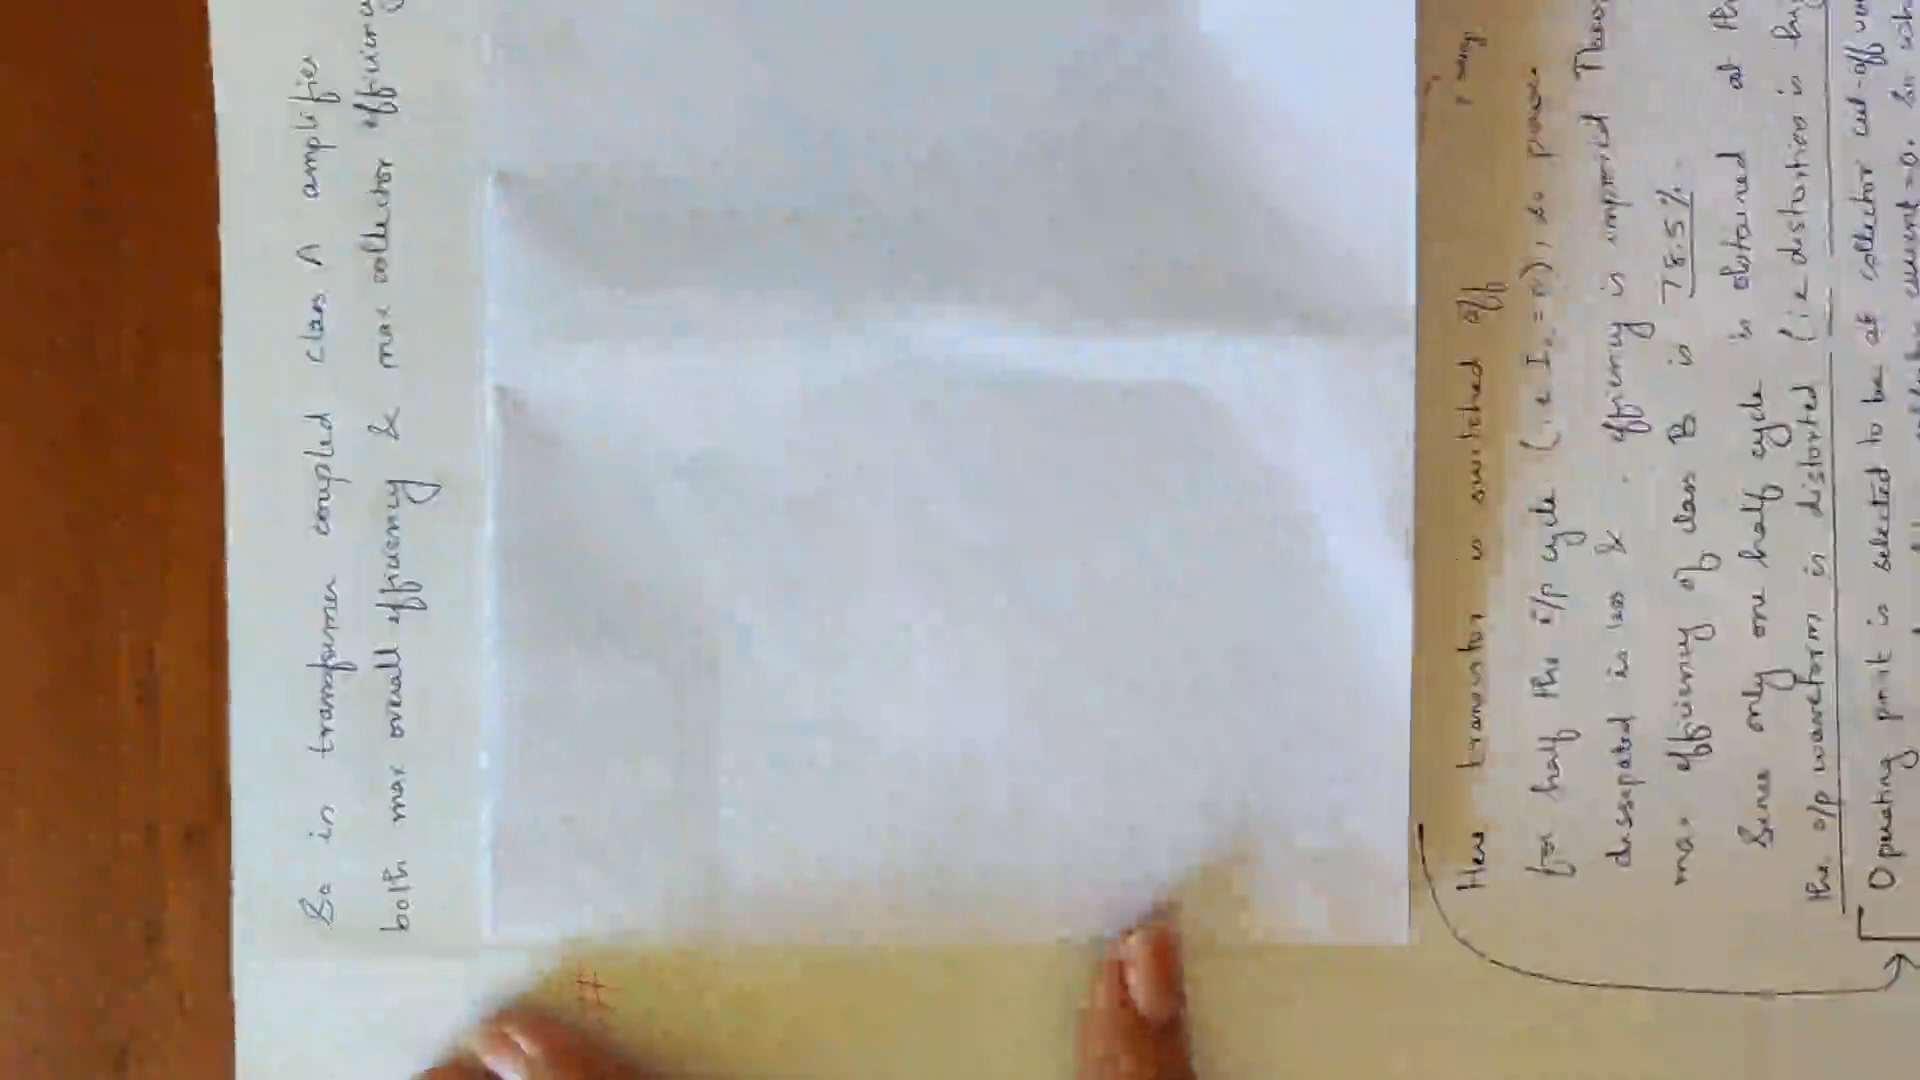 So in transformer coupled class A amplifier
both max overall efficiency & max collector efficiency
#
Here transistor is switched off
for half the i/p cycle (i.e Ic = 0), so power
dissipated is less & efficiency is improved
max efficiency of class B is 78.5%.
Since only one half cycle is obtained at the
the o/p waveform is distorted (i.e distortion is
Operating point is selected to be at collector cut-off
current = 0.